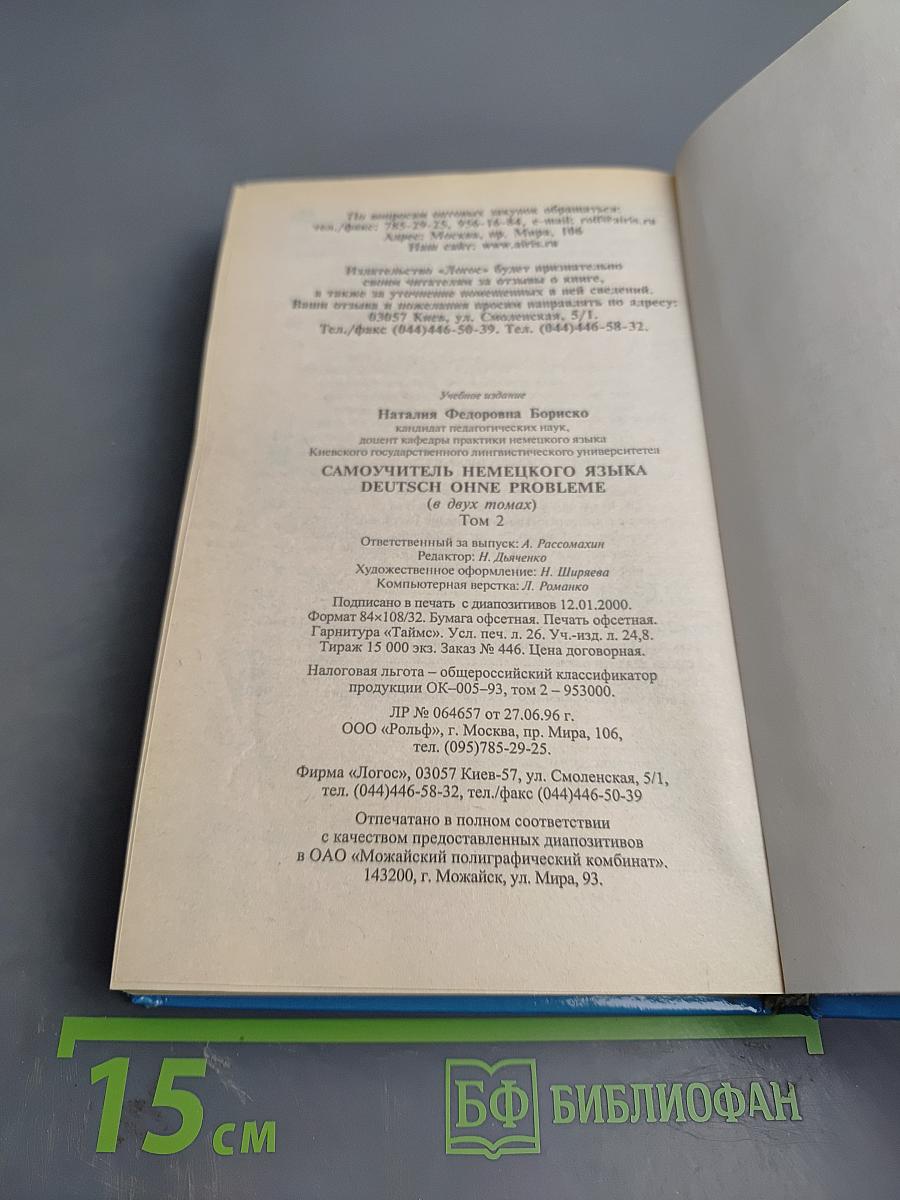 По вопросам оптовых закупок обращаться:
тел./факс: 785-29-25, 956-16-84, e-mail: rolf@airis.ru
Адрес: Москва, пр. Мира, 106
Наш сайт: www.airis.ru
Издательство «Логос» будет признательно
своим читателям за отзывы о книге,
а также за уточнение помещенных в ней сведений.
Ваши отзывы и пожелания просим направлять по адресу:
03057 Киев, ул. Смоленская, 5/1.
Тел./факс (044)446-50-39. Тел. (044)446-58-32.
Учебное издание
Наталия Федоровна Бориско
кандидат педагогических наук,
доцент кафедры практики немецкого языка
Киевского государственного лингвистического университетеа
САМОУЧИТЕЛЬ НЕМЕЦКОГО ЯЗЫКА
DEUTSCH OHNE PROBLEME
(в двух томах)
Том 2
Ответственный за выпуск: А. Рассомахин
Редактор: Н. Дьяченко
Художественное оформление: Н. Ширяева
Компьютерная верстка: Л. Романко
Подписано в печать с диапозитивов 12.01.2000.
Формат 84×108/32. Бумага офсетная. Печать офсетная.
Гарнитура «Таймс». Усл. печ. л. 26. Уч.-изд. л. 24,8.
Тираж 15 000 экз. Заказ № 446. Цена договорная.
Налоговая льгота – общероссийский классификатор
продукции ОК–005–93, том 2 – 953000.
ЛР № 064657 от 27.06.96 г.
ООО «Рольф», г. Москва, пр. Мира, 106,
тел. (095)785-29-25.
Фирма «Логос», 03057 Киев-57, ул. Смоленская, 5/1,
тел. (044)446-58-32, тел./факс (044)446-50-39
Отпечатано в полном соответствии
с качеством предоставленных диапозитивов
в ОАО «Можайский полиграфический комбинат».
143200, г. Можайск, ул. Мира, 93.
15 см
БФ БИБЛИОФАН